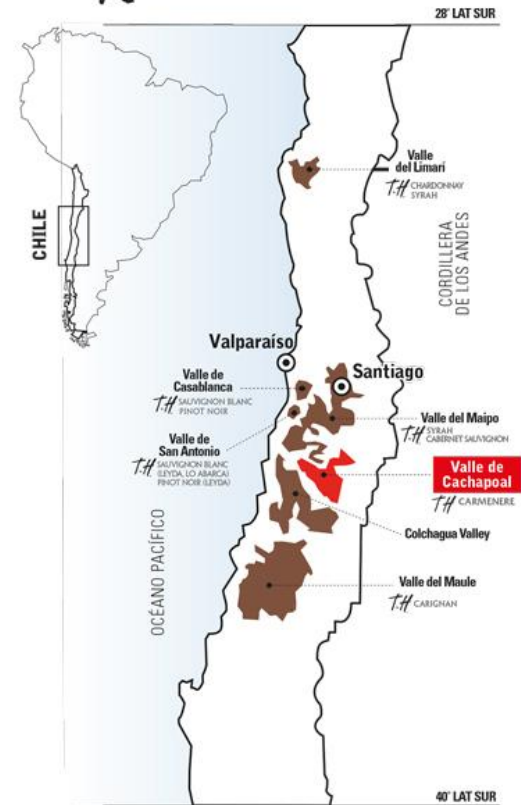 28° LAT SUR
CHILE
Valle
del Limarí
T.H CHARDONNAY
SYRAH
CORDILLERA
DE LOS ANDES
Valparaíso
Santiago
Valle de
Casablanca
T.H SAUVIGNON BLANC
PINOT NOIR
Valle de
San Antonio
T.H SAUVIGNON BLANC
(LEYDA, LO ABARCA)
PINOT NOIR (LEYDA)
Valle del Maipo
T.H SYRAH
CABERNET SAUVIGNON
Valle de
Cachapoal
T.H CARMENERE
Colchagua Valley
OCÉANO PACÍFICO
Valle del Maule
T.H CARIGNAN
40° LAT SUR